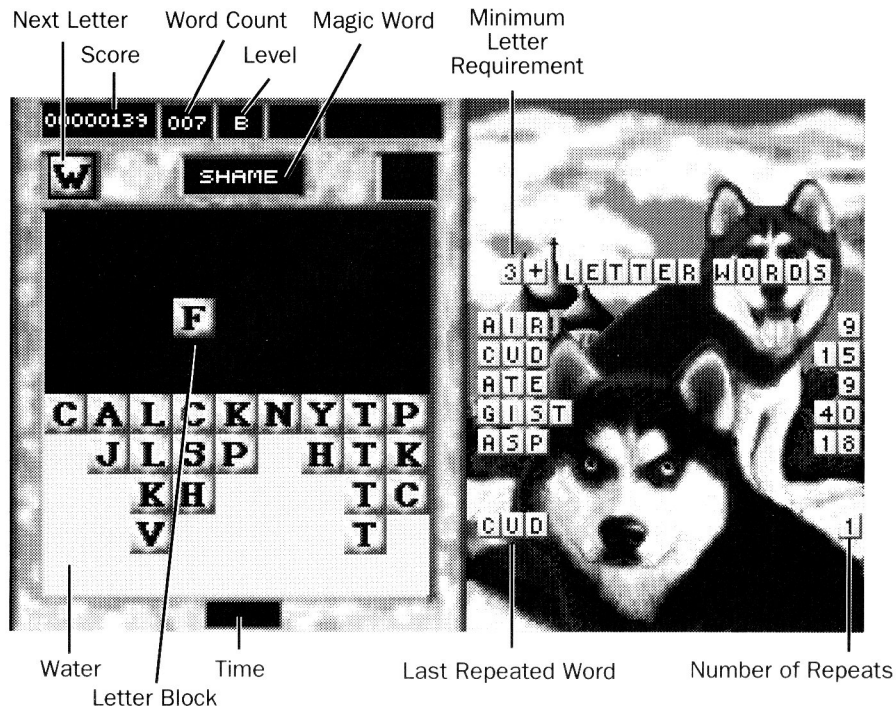 Next Letter
Word Count
Magic Word
Minimum
Letter
Requirement
Score
Level
00000139
007
B
W
SHAME
3+ LETTER WORDS
F
AIR 9
CUD 15
ATE 9
GIST 40
ASP 18
CALCKNYTP
JLSP HTK
KH TC
V T
CUD 1
Water
Time
Letter Block
Last Repeated Word
Number of Repeats